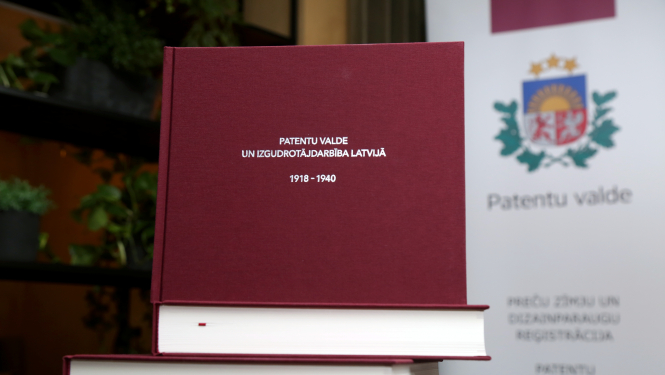 PATENTU VALDE
UN IZGUDROTĀJDARBĪBA LATVIJĀ
1918 – 1940
Patentu valde
PREČU ZĪMJU UN
DIZAINPARAUGU
REĢISTRĀCIJA
PATENTU